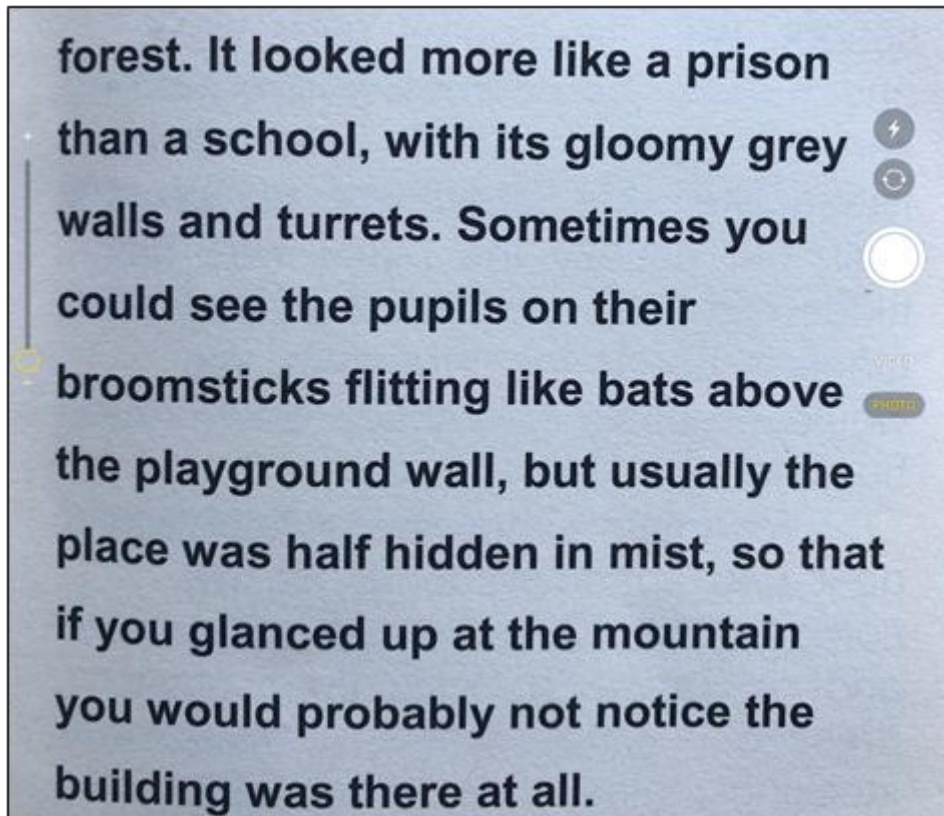 forest. It looked more like a prison
than a school, with its gloomy grey
walls and turrets. Sometimes you
could see the pupils on their
broomsticks flitting like bats above
the playground wall, but usually the
place was half hidden in mist, so that
if you glanced up at the mountain
you would probably not notice the
building was there at all.
VIDEO
PHOTO